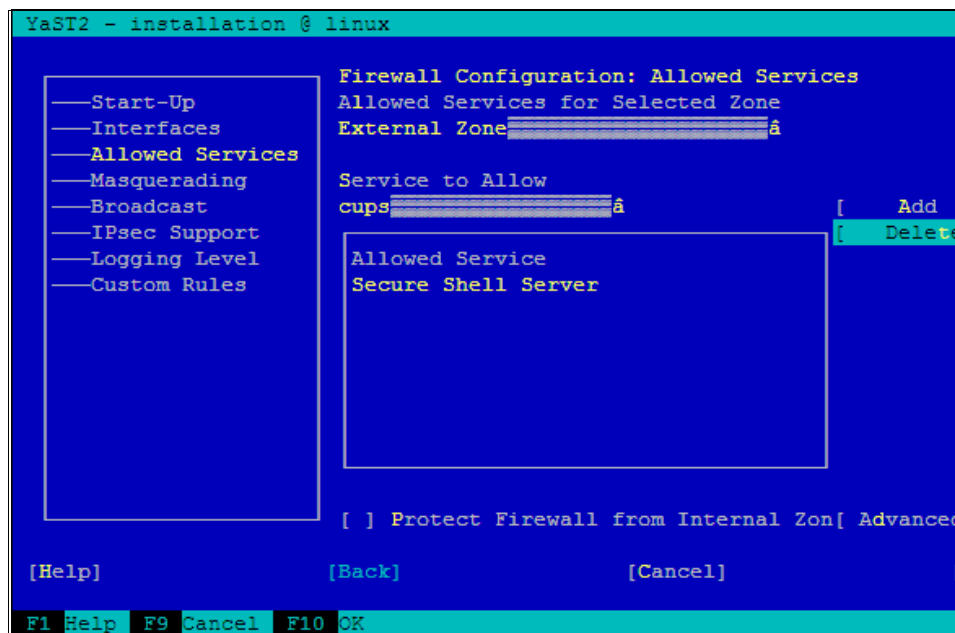 YaST2 - installation @ linux
Start-Up
Interfaces
Allowed Services
Masquerading
Broadcast
IPsec Support
Logging Level
Custom Rules
Firewall Configuration: Allowed Services
Allowed Services for Selected Zone
External Zone▒▒▒▒▒▒▒▒▒▒▒▒▒▒▒▒▒▒▒▒â
Service to Allow
cups▒▒▒▒▒▒▒▒▒▒▒▒▒▒▒▒▒â
[ Add
[ Delete
Allowed Service
Secure Shell Server
[ ] Protect Firewall from Internal Zon[ Advanced
[Help] [Back] [Cancel]
F1 Help F9 Cancel F10 OK